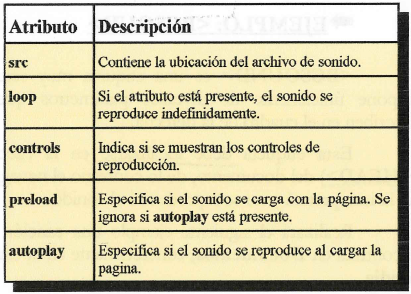 Atributo Descripción
src Contiene la ubicación del archivo de sonido.
loop Si el atributo está presente, el sonido se
reproduce indefinidamente.
controls Indica si se muestran los controles de
reproducción.
preload Especifica si el sonido se carga con la página. Se
ignora si autoplay está presente.
autoplay Especifica si el sonido se reproduce al cargar la
pagina.